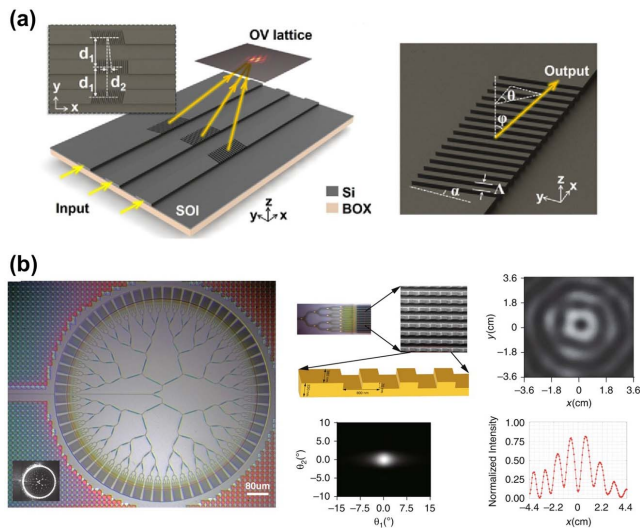 (a)
OV lattice
d₁
d₁
d₂
y
x
Input
SOI
Si
BOX
z
y
x
Output
θ
φ
α
Λ
z
y
x
(b)
80um
3.6
1.8
0
−1.8
−3.6
y(cm)
−3.6 −1.8 0 1.8 3.6
x(cm)
10
5
0
−5
−10
θ₂(°)
−15 −7.5 0 7.5 15
θ₁(°)
1.00
0.75
0.50
0.25
0.00
Normalized Intensity
−4.4 −2.2 0 2.2 4.4
x(cm)